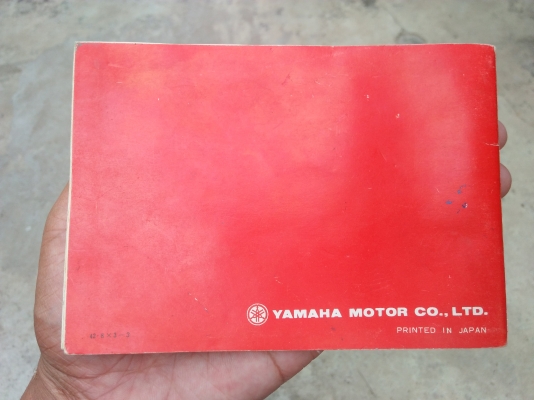 YAMAHA MOTOR CO., LTD.
PRINTED IN JAPAN